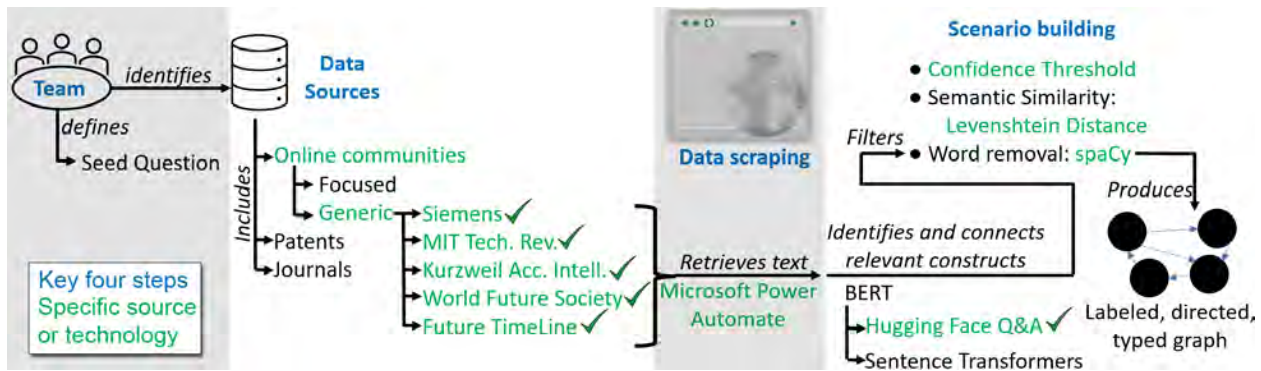 Team
identifies
defines
Seed Question
Key four steps
Specific source
or technology
Data
Sources
Includes
Online communities
Focused
Generic
Patents
Journals
Siemens
MIT Tech. Rev.
Kurzweil Acc. Intell.
World Future Society
Future TimeLine
Data scraping
Retrieves text
Microsoft Power
Automate
Scenario building
Confidence Threshold
Semantic Similarity:
Levenshtein Distance
Word removal: spaCy
Filters
Identifies and connects
relevant constructs
BERT
Hugging Face Q&A
Sentence Transformers
Produces
Labeled, directed,
typed graph